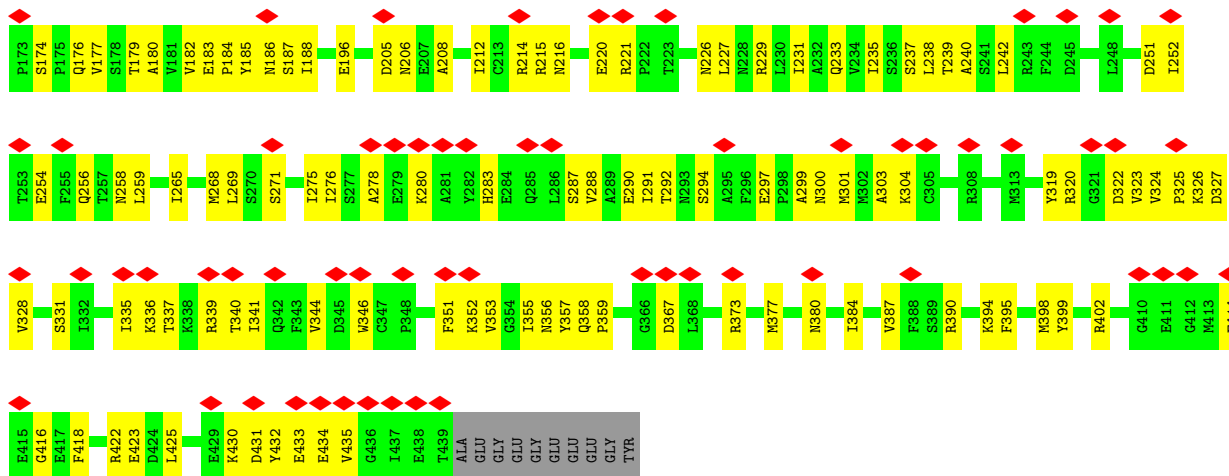 P173 S174 P175 Q176 V177 S178 T179 A180 V181 V182 E183 P184 Y185 N186 S187 I188 E196 D205 N206 E207 A208 I212 C213 R214 R215 N216 E220 R221 P222 T223 N226 L227 N228 R229 L230 I231 A232 Q233 V234 I235 S236 S237 L238 T239 A240 S241 L242 R243 F244 D245 L248 D251 I252
T253 E254 F255 Q256 T257 N258 L259 I265 M268 L269 S270 S271 I275 I276 S277 A278 E279 K280 A281 Y282 H283 E284 Q285 L286 S287 V288 A289 E290 I291 T292 N293 S294 A295 F296 E297 P298 A299 N300 M301 M302 A303 K304 C305 R308 M313 Y319 R320 G321 D322 V323 V324 P325 K326 D327
V328 S331 I332 I335 K336 T337 K338 R339 T340 I341 Q342 F343 V344 D345 W346 C347 P348 F351 K352 V353 G354 I355 N356 Y357 Q358 P359 G366 D367 L368 R373 M377 N380 I384 V387 F388 S389 R390 K394 F395 M398 Y399 R402 G410 E411 G412 M413
E415 G416 E417 F418 R422 E423 D424 L425 E429 K430 D431 Y432 E433 E434 V435 G436 I437 E438 T439 ALA GLU GLY GLU GLY GLU GLU GLU GLY TYR